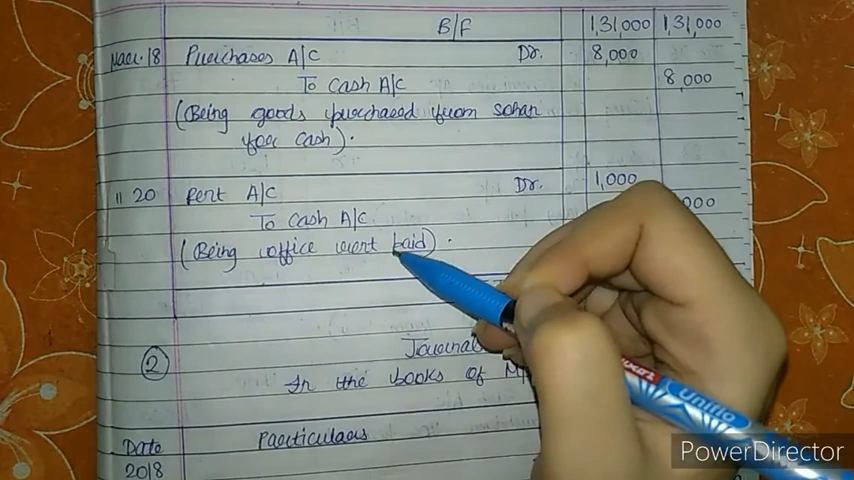 B/F 1,31,000 1,31,000
Mar. 18 Purchases A/C Dr. 8,000
To Cash A/C 8,000
(Being goods purchased from Sohan
for cash).
" 20 Rent A/C Dr. 1,000
To Cash A/C 000
(Being office rent paid).
2 Journal
In the books of M/
Date Particulars
2018
Unflo
PowerDirector